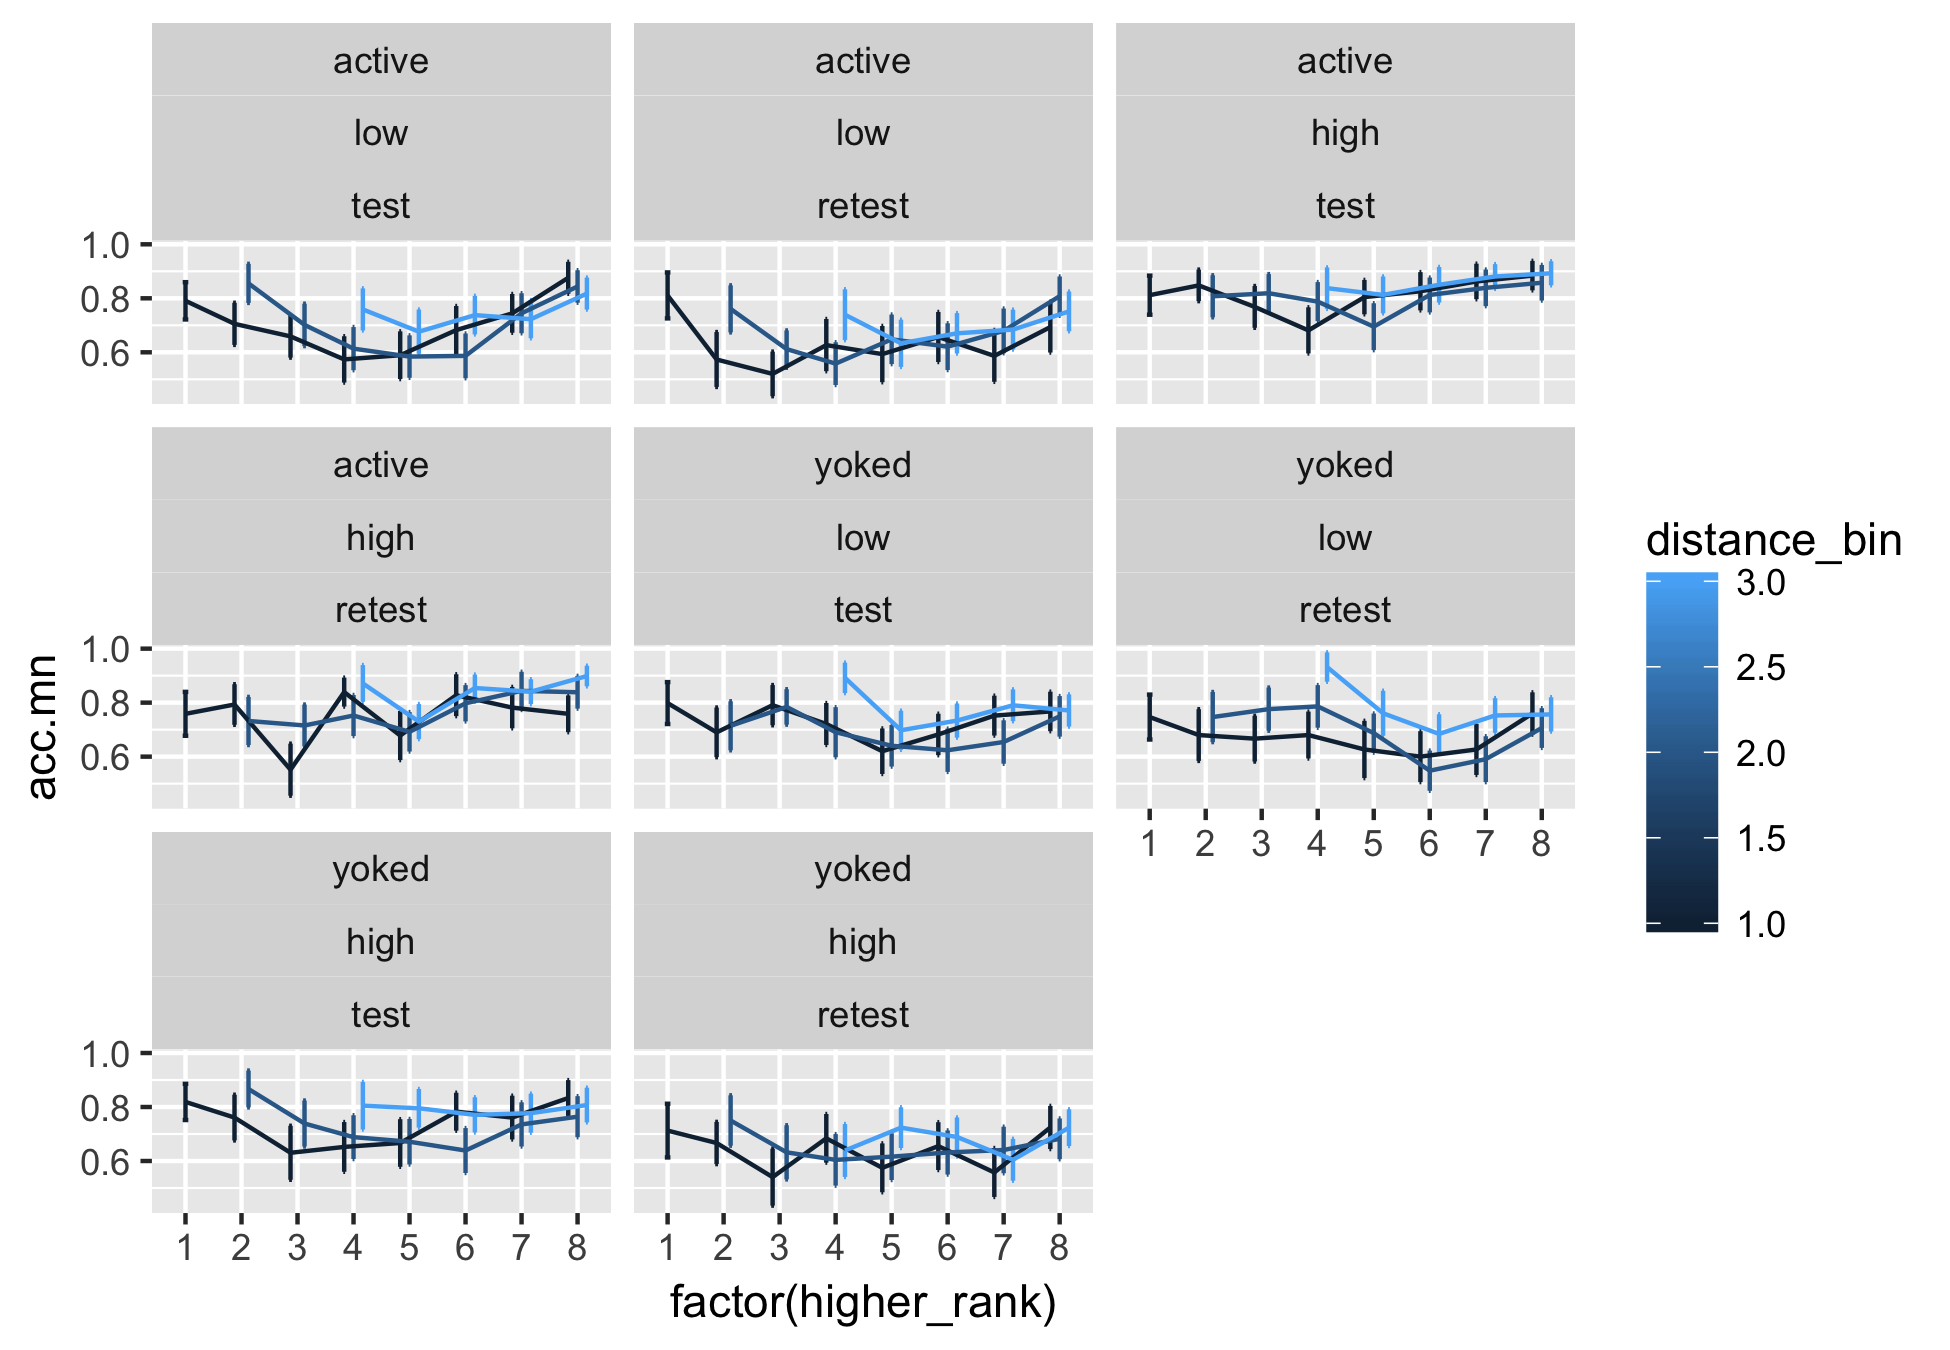 active
low
test
active
low
retest
active
high
test
1.0
0.8
0.6
active
high
retest
yoked
low
test
yoked
low
retest
1.0
0.8
0.6
1 2 3 4 5 6 7 8
yoked
high
test
yoked
high
retest
1.0
0.8
0.6
1 2 3 4 5 6 7 8
1 2 3 4 5 6 7 8
factor(higher_rank)
acc.mn
distance_bin
3.0
2.5
2.0
1.5
1.0